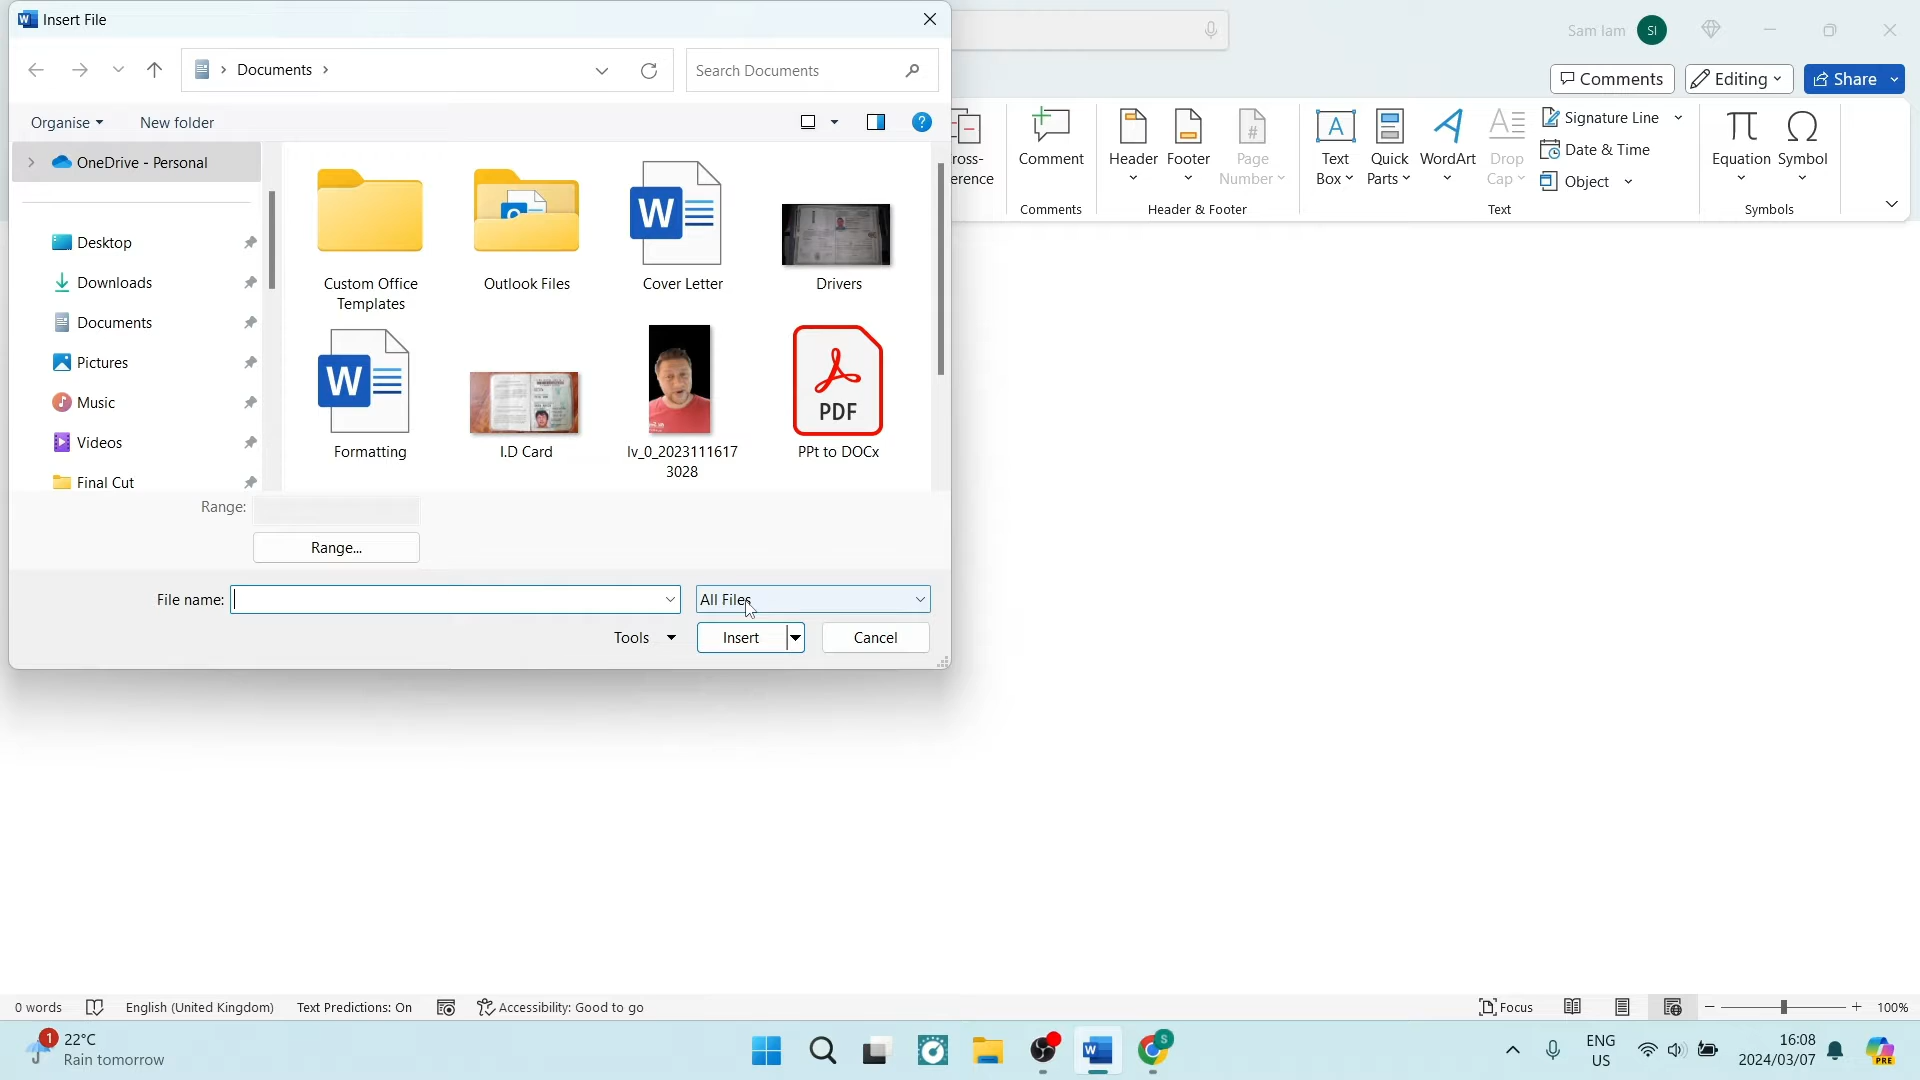 Insert File
Sam Iam SI
Documents
Search Documents
Comments
Editing
Share
Organise
New folder
OneDrive - Personal
Desktop
Downloads
Documents
Pictures
Music
Videos
Final Cut
Custom Office
Templates
Outlook Files
W
Cover Letter
Drivers
W
Formatting
I.D Card
lv_0_2023111617
3028
PDF
PPt to DOCx
Range:
Range...
File name:
All Files
Tools
Insert
Cancel
ross-
erence
Comment
Comments
Header
Footer
Page
Number
Header & Footer
Text
Box
Quick
Parts
WordArt
Drop
Cap
Signature Line
Date & Time
Object
Text
Equation
Symbol
Symbols
0 words
English (United Kingdom)
Text Predictions: On
Accessibility: Good to go
Focus
100%
1
22°C
Rain tomorrow
ENG
US
16:08
2024/03/07
PRE